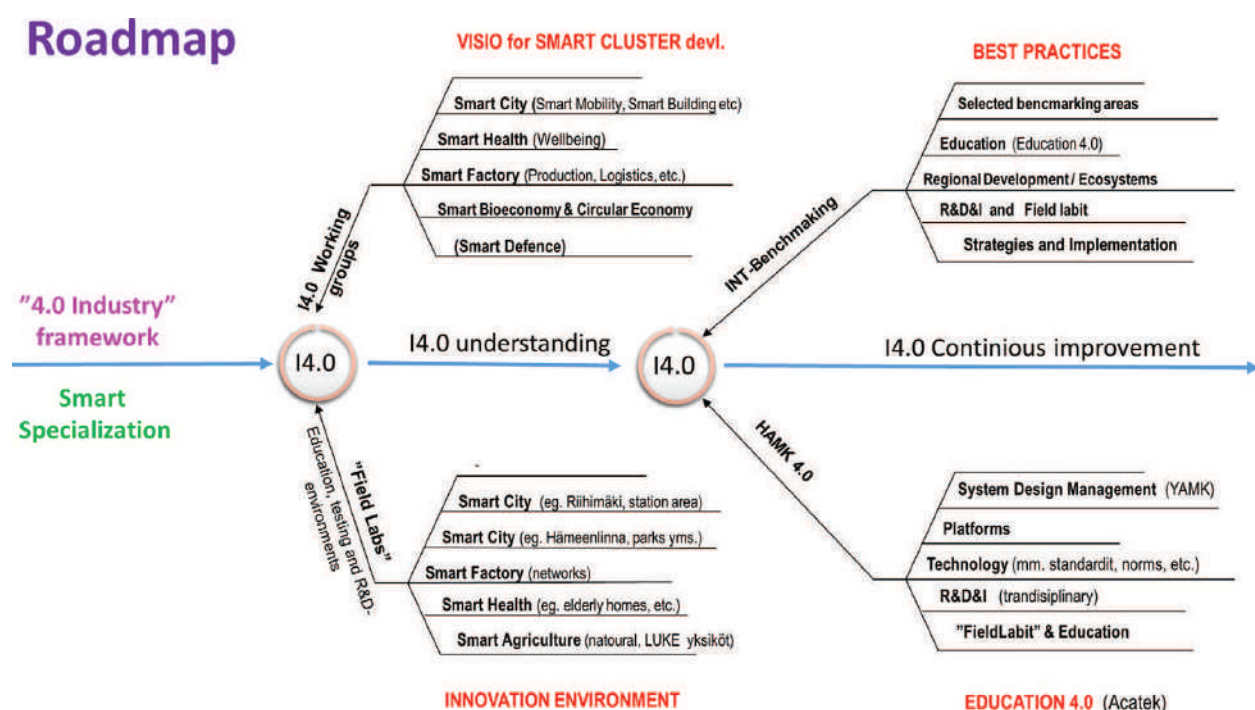 Roadmap
VISIO for SMART CLUSTER devl.
Smart City (Smart Mobility, Smart Building etc)
Smart Health (Wellbeing)
Smart Factory (Production, Logistics, etc.)
Smart Bioeconomy & Circular Economy
(Smart Defence)
I4.0 Working
groups
BEST PRACTICES
Selected bencmarking areas
Education (Education 4.0)
Regional Development / Ecosystems
R&D&I and Field labit
Strategies and Implementation
INT-Benchmaking
"4.0 Industry"
framework
Smart
Specialization
I4.0
I4.0 understanding
I4.0
I4.0 Continious improvement
"Field Labs"
Education, testing and R&D-
environments
-
Smart City (eg. Riihimäki, station area)
Smart City (eg. Hämeenlinna, parks yms.)
Smart Factory (networks)
Smart Health (eg. elderly homes, etc.)
Smart Agriculture (natoural, LUKE yksiköt)
INNOVATION ENVIRONMENT
HAMK 4.0
System Design Management (YAMK)
Platforms
Technology (mm. standardit, norms, etc.)
R&D&I (trandisiplinary)
"FieldLabit" & Education
EDUCATION 4.0 (Acatek)